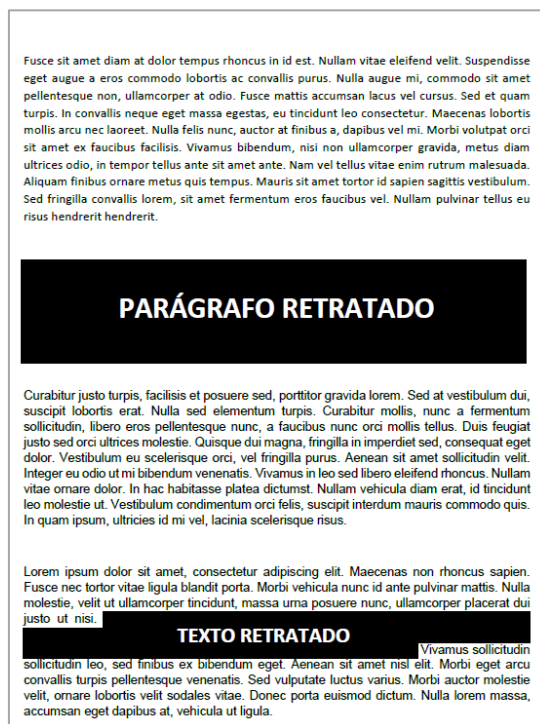 Fusce sit amet diam at dolor tempus rhoncus in id est. Nullam vitae eleifend velit. Suspendisse
eget augue a eros commodo lobortis ac convallis purus. Nulla augue mi, commodo sit amet
pellentesque non, ullamcorper at odio. Fusce mattis accumsan lacus vel cursus. Sed et quam
turpis. In convallis neque eget massa egestas, eu tincidunt leo consectetur. Maecenas lobortis
mollis arcu nec laoreet. Nulla felis nunc, auctor at finibus a, dapibus vel mi. Morbi volutpat orci
sit amet ex faucibus facilisis. Vivamus bibendum, nisi non ullamcorper gravida, metus diam
ultrices odio, in tempor tellus ante sit amet ante. Nam vel tellus vitae enim rutrum malesuada.
Aliquam finibus ornare metus quis tempus. Mauris sit amet tortor id sapien sagittis vestibulum.
Sed fringilla convallis lorem, sit amet fermentum eros faucibus vel. Nullam pulvinar tellus eu
risus hendrerit hendrerit.
PARÁGRAFO RETRATADO
Curabitur justo turpis, facilisis et posuere sed, porttitor gravida lorem. Sed at vestibulum dui,
suscipit lobortis erat. Nulla sed elementum turpis. Curabitur mollis, nunc a fermentum
sollicitudin, libero eros pellentesque nunc, a faucibus nunc orci mollis tellus. Duis feugiat
justo sed orci ultrices molestie. Quisque dui magna, fringilla in imperdiet sed, consequat eget
dolor. Vestibulum eu scelerisque orci, vel fringilla purus. Aenean sit amet sollicitudin velit.
Integer eu odio ut mi bibendum venenatis. Vivamus in leo sed libero eleifend rhoncus. Nullam
vitae ornare dolor. In hac habitasse platea dictumst. Nullam vehicula diam erat, id tincidunt
leo molestie ut. Vestibulum condimentum orci felis, suscipit interdum mauris commodo quis.
In quam ipsum, ultricies id mi vel, lacinia scelerisque risus.
Lorem ipsum dolor sit amet, consectetur adipiscing elit. Maecenas non rhoncus sapien.
Fusce nec tortor vitae ligula blandit porta. Morbi vehicula nunc id ante pulvinar mattis. Nulla
molestie, velit ut ullamcorper tincidunt, massa urna posuere nunc, ullamcorper placerat dui
justo ut nisi.
TEXTO RETRATADO
Vivamus sollicitudin
sollicitudin leo, sed finibus ex bibendum eget. Aenean sit amet nisl elit. Morbi eget arcu
convallis turpis pellentesque venenatis. Sed vulputate luctus varius. Morbi auctor molestie
velit, ornare lobortis velit sodales vitae. Donec porta euismod dictum. Nulla lorem massa,
accumsan eget dapibus at, vehicula ut ligula.